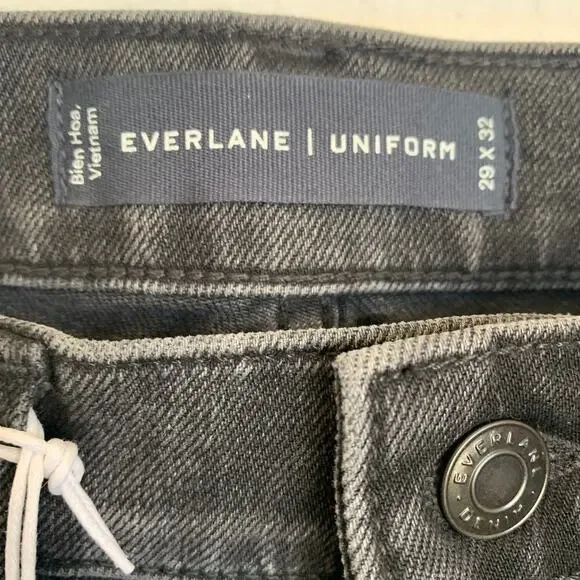 Bien Hoa,
Vietnam
EVERLANE | UNIFORM
29 X 32
· EVERLANE ·
DENIM